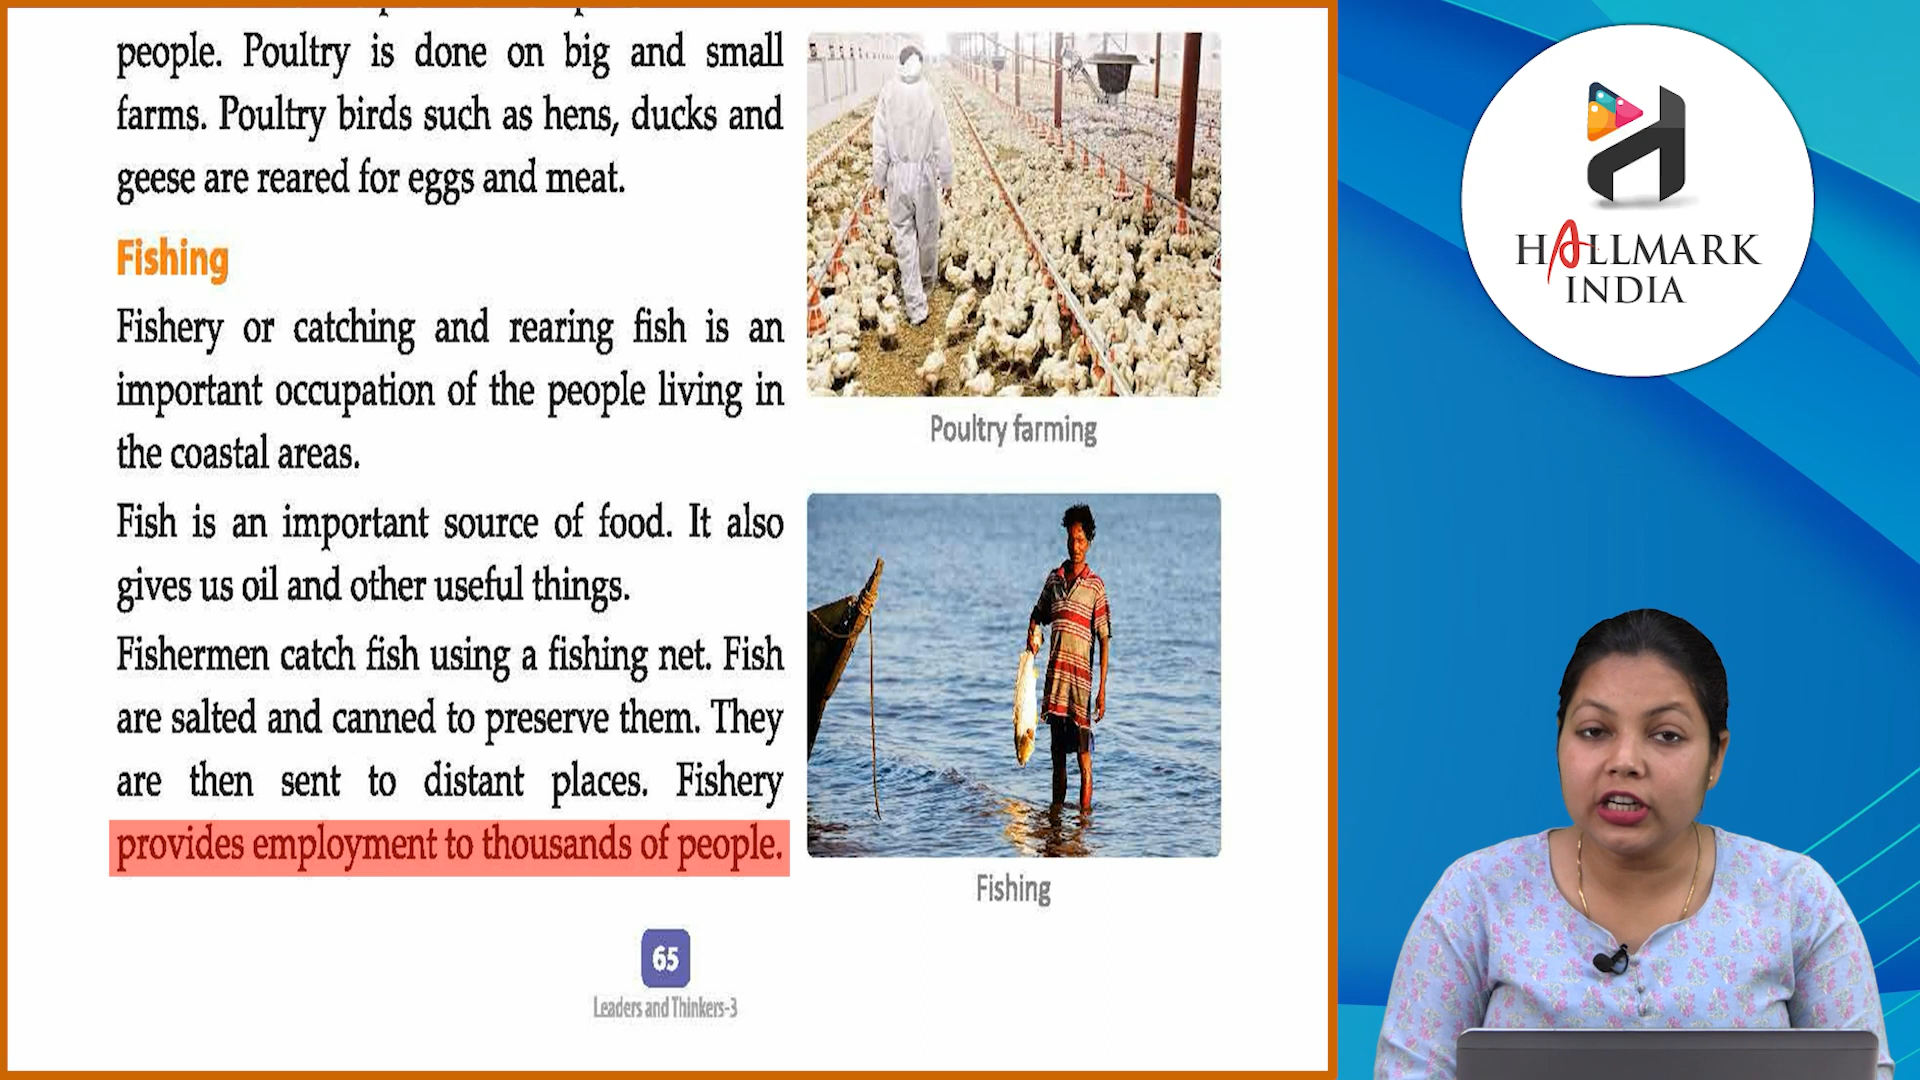 people. Poultry is done on big and small
farms. Poultry birds such as hens, ducks and
geese are reared for eggs and meat.
Fishing
Fishery or catching and rearing fish is an
important occupation of the people living in
the coastal areas.
Fish is an important source of food. It also
gives us oil and other useful things.
Fishermen catch fish using a fishing net. Fish
are salted and canned to preserve them. They
are then sent to distant places. Fishery
provides employment to thousands of people.
Poultry farming
Fishing
65
Leaders and Thinkers-3
HALLMARK
INDIA